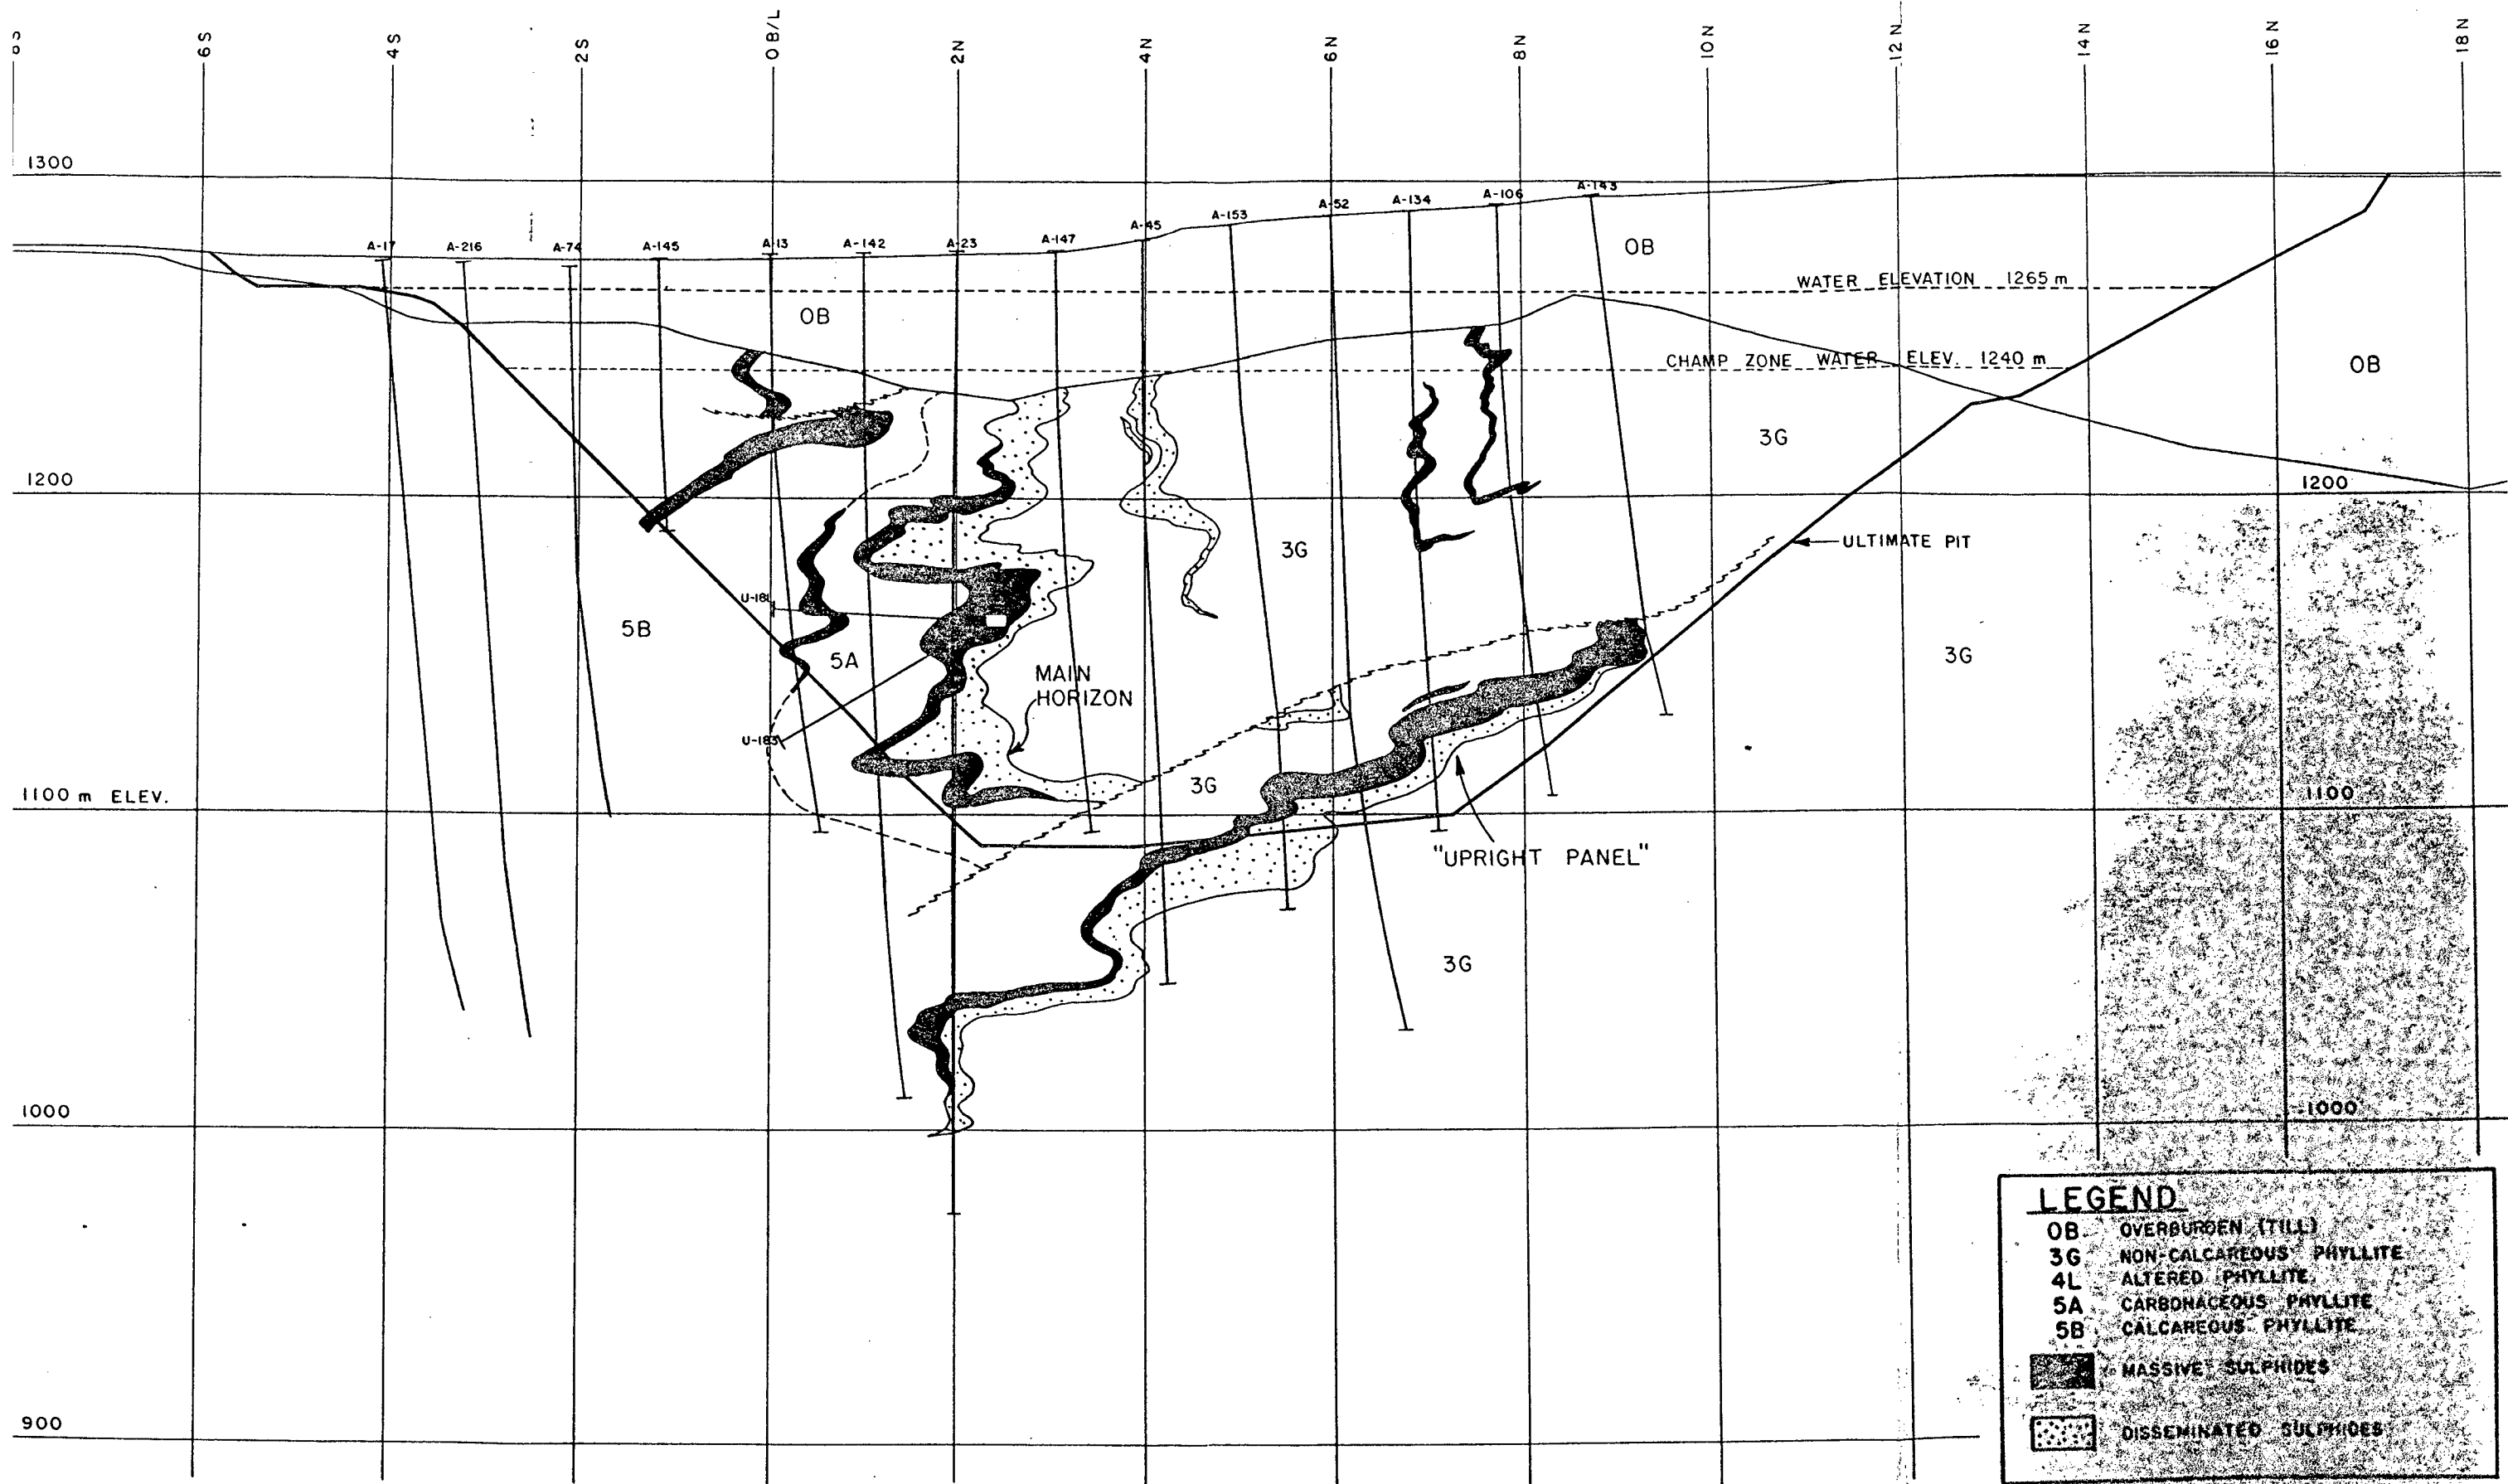 6S
4S
2S
0 B/L
2N
4N
6N
8N
10N
12N
14N
16N
18N
1300
A-17
A-216
A-74
A-145
A-13
A-142
A-23
A-147
A-45
A-153
A-52
A-134
A-106
A-143
OB
OB
WATER ELEVATION 1265 m
CHAMP ZONE WATER ELEV. 1240 m
OB
3G
1200
1200
3G
ULTIMATE PIT
U-181
5B
5A
3G
MAIN
HORIZON
U-183
3G
1100 m ELEV.
1100
"UPRIGHT PANEL"
3G
1000
1000
900
LEGEND
OB OVERBURDEN (TILL)
3G NON-CALCAREOUS PHYLLITE
4L ALTERED PHYLLITE
5A CARBONACEOUS PHYLLITE
5B CALCAREOUS PHYLLITE
MASSIVE SULPHIDES
DISSEMINATED SULPHIDES